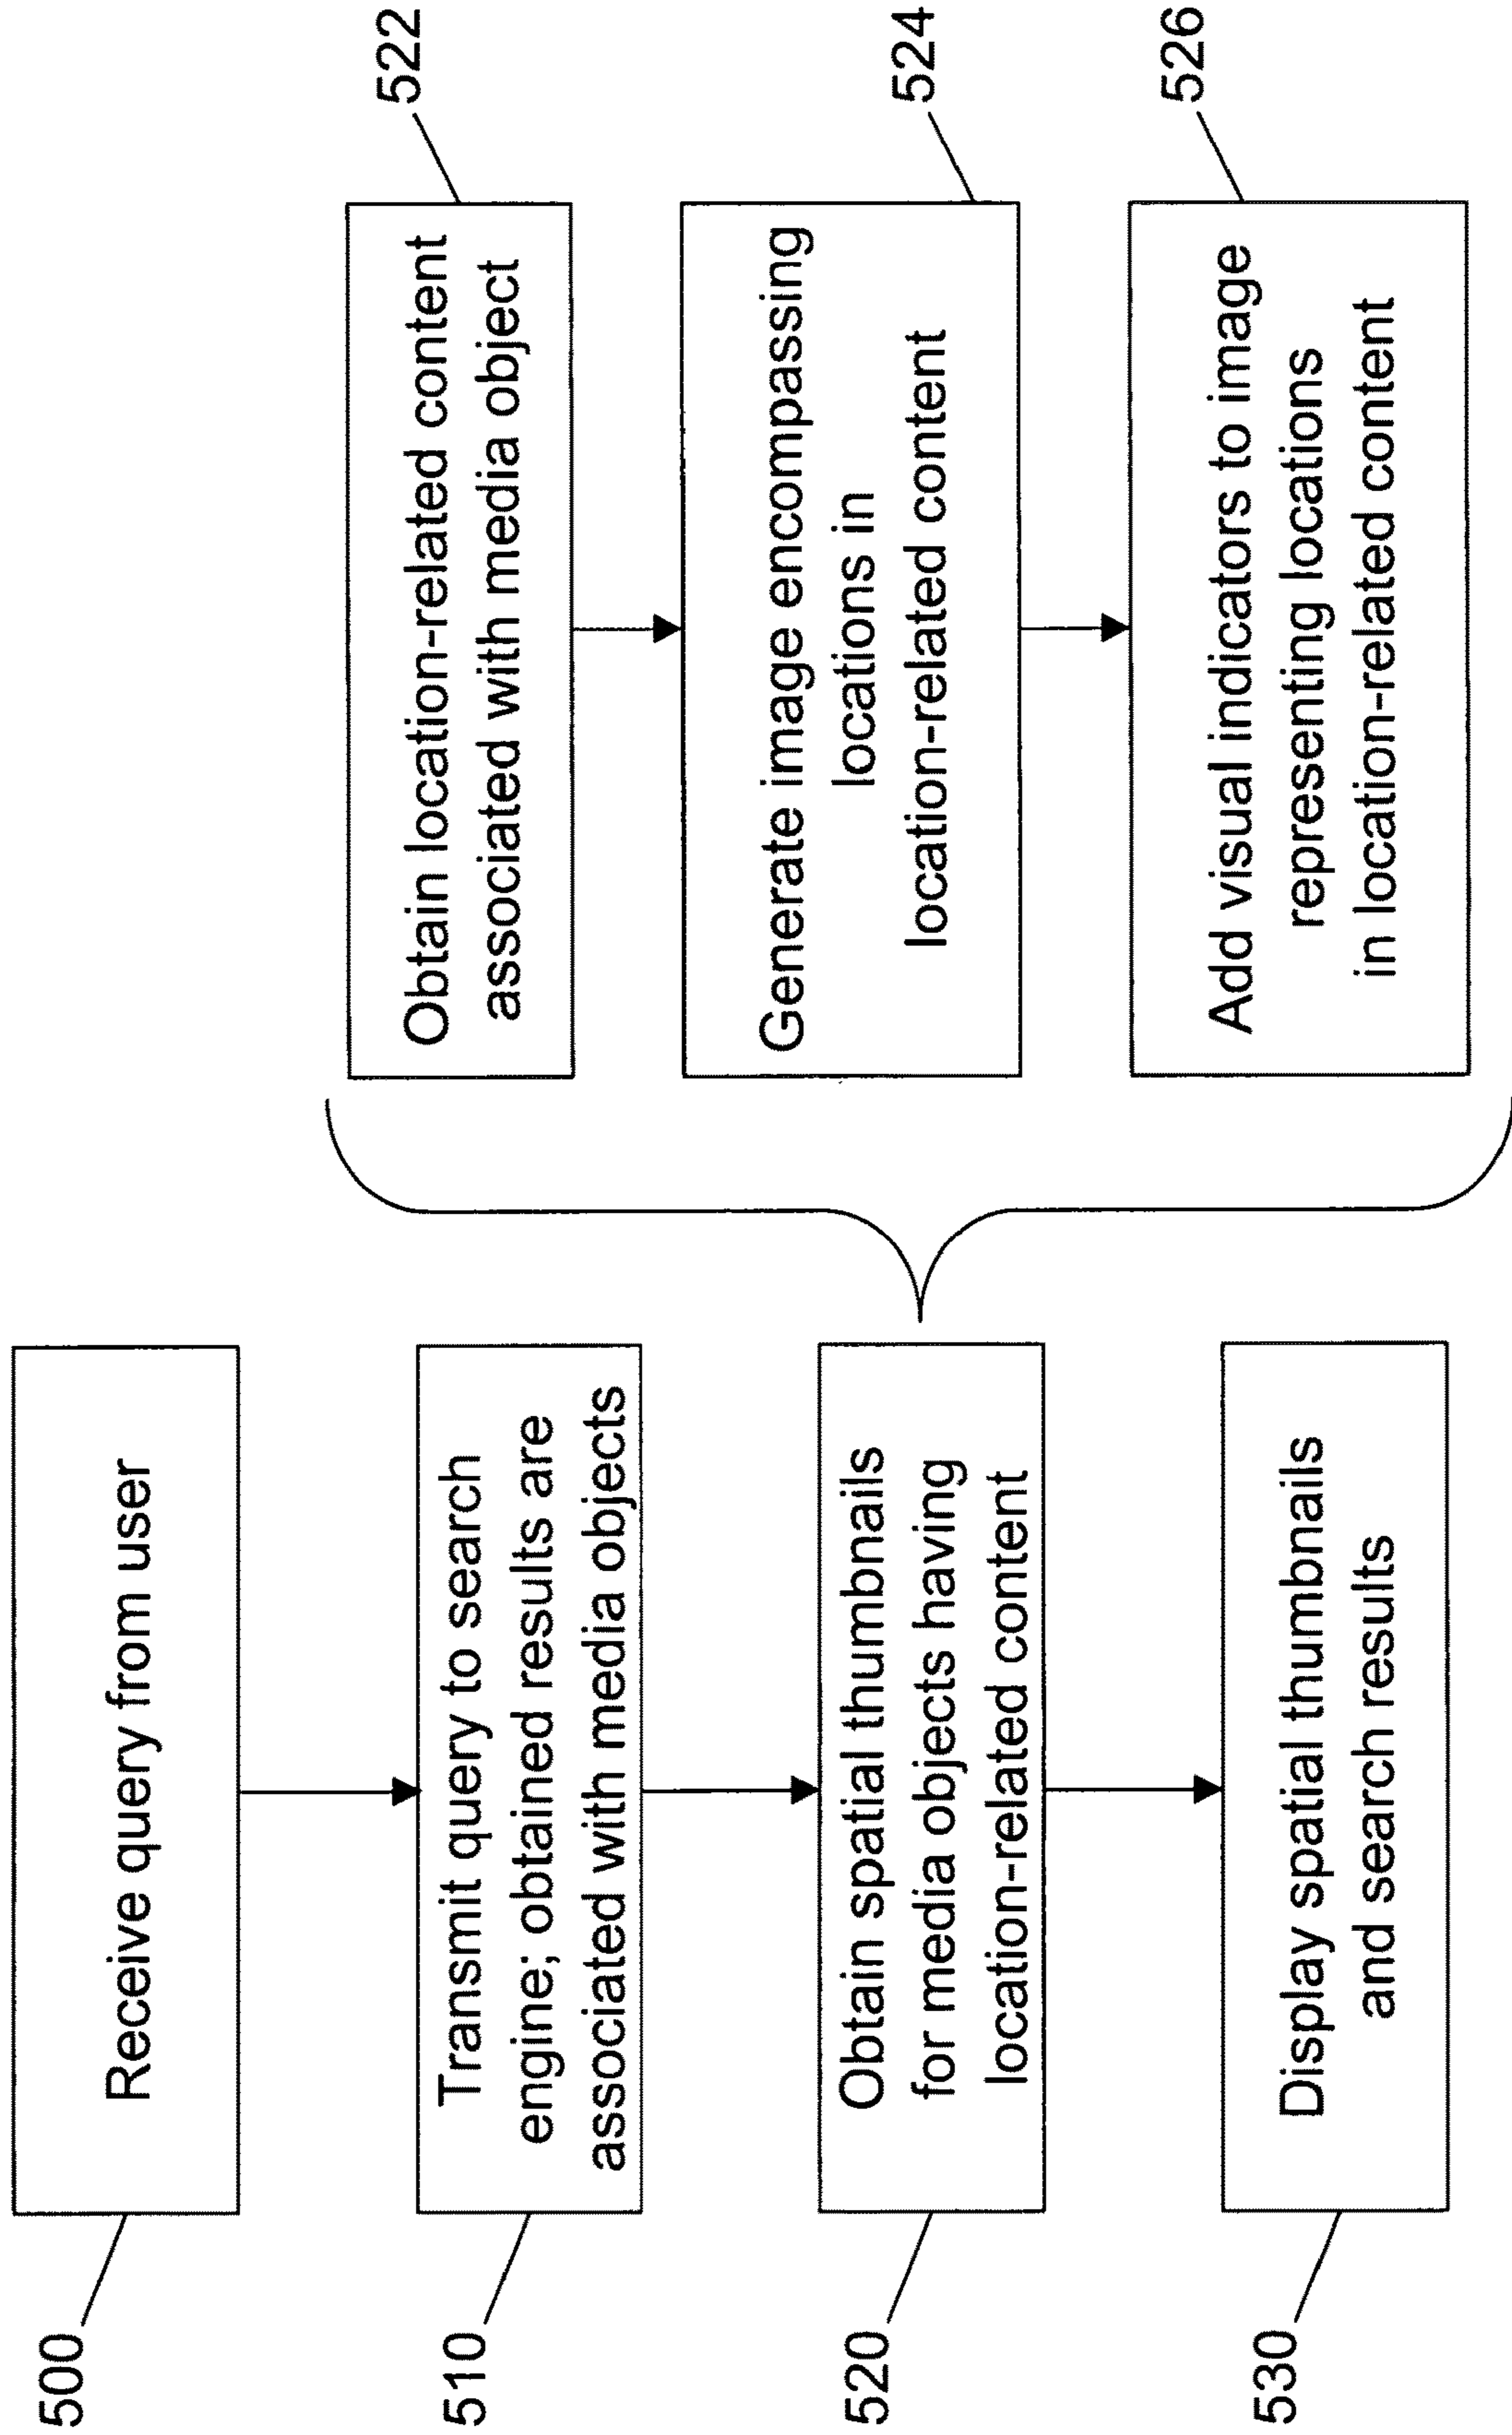 500
Receive query from user
510
Transmit query to search
engine; obtained results are
associated with media objects
520
Obtain spatial thumbnails
for media objects having
location-related content
530
Display spatial thumbnails
and search results
522
Obtain location-related content
associated with media object
524
Generate image encompassing
locations in
location-related content
526
Add visual indicators to image
representing locations
in location-related content